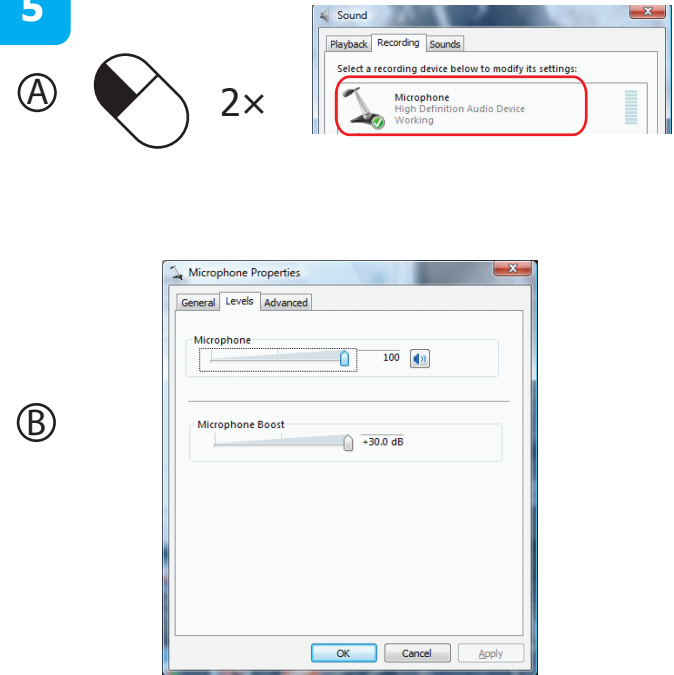 5
Sound
Playback Recording Sounds
Select a recording device below to modify its settings:
A 2× Microphone
High Definition Audio Device
Working
Microphone Properties
General Levels Advanced
Microphone
100
B
Microphone Boost
+30.0 dB
OK Cancel Apply